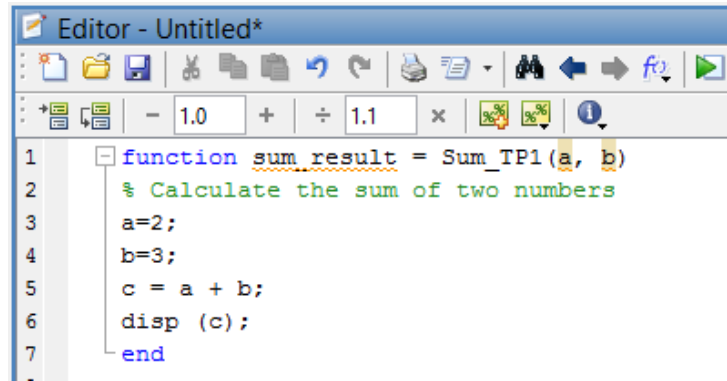 Editor - Untitled*
- 1.0 + ÷ 1.1 ×
1 function sum_result = Sum_TP1(a, b)
2 % Calculate the sum of two numbers
3 a=2;
4 b=3;
5 c = a + b;
6 disp (c);
7 end